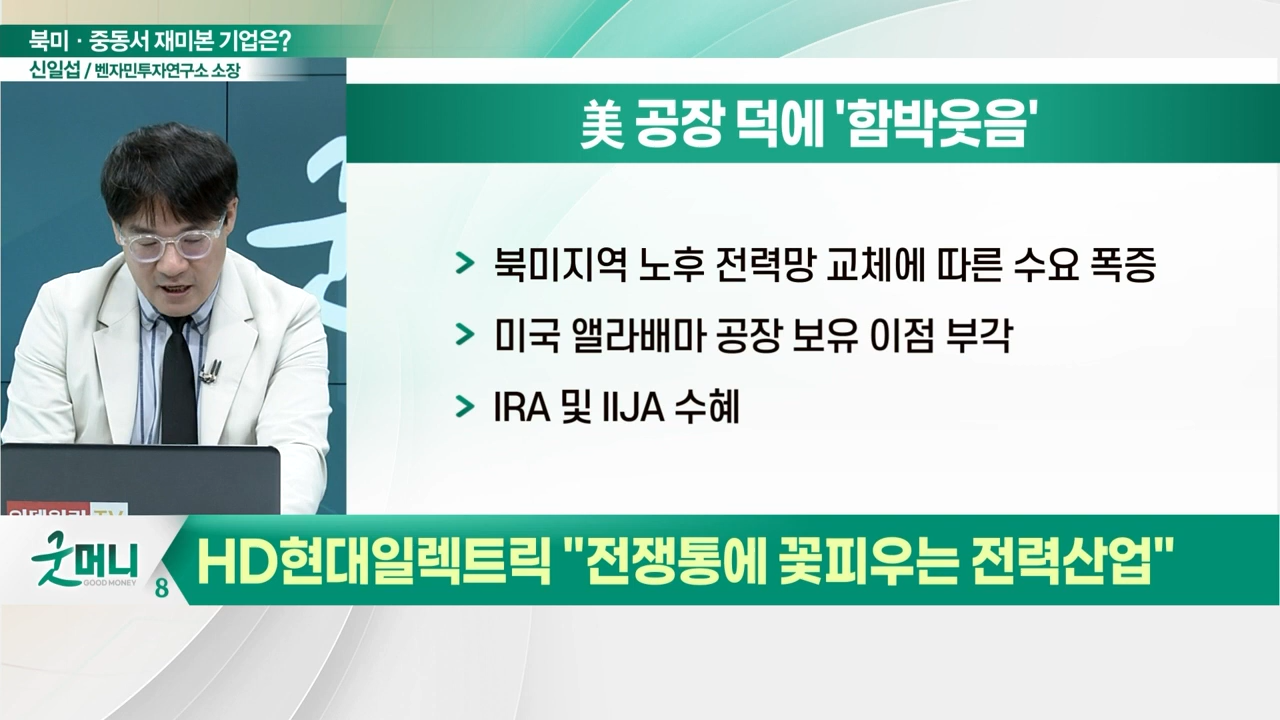 북미 · 중동서 재미본 기업은?
신일섭 / 벤자민투자연구소 소장
美 공장 덕에 '함박웃음'
> 북미지역 노후 전력망 교체에 따른 수요 폭증
> 미국 앨라배마 공장 보유 이점 부각
> IRA 및 IIJA 수혜
굿머니
GOOD MONEY
8
HD현대일렉트릭 "전쟁통에 꽃피우는 전력산업"